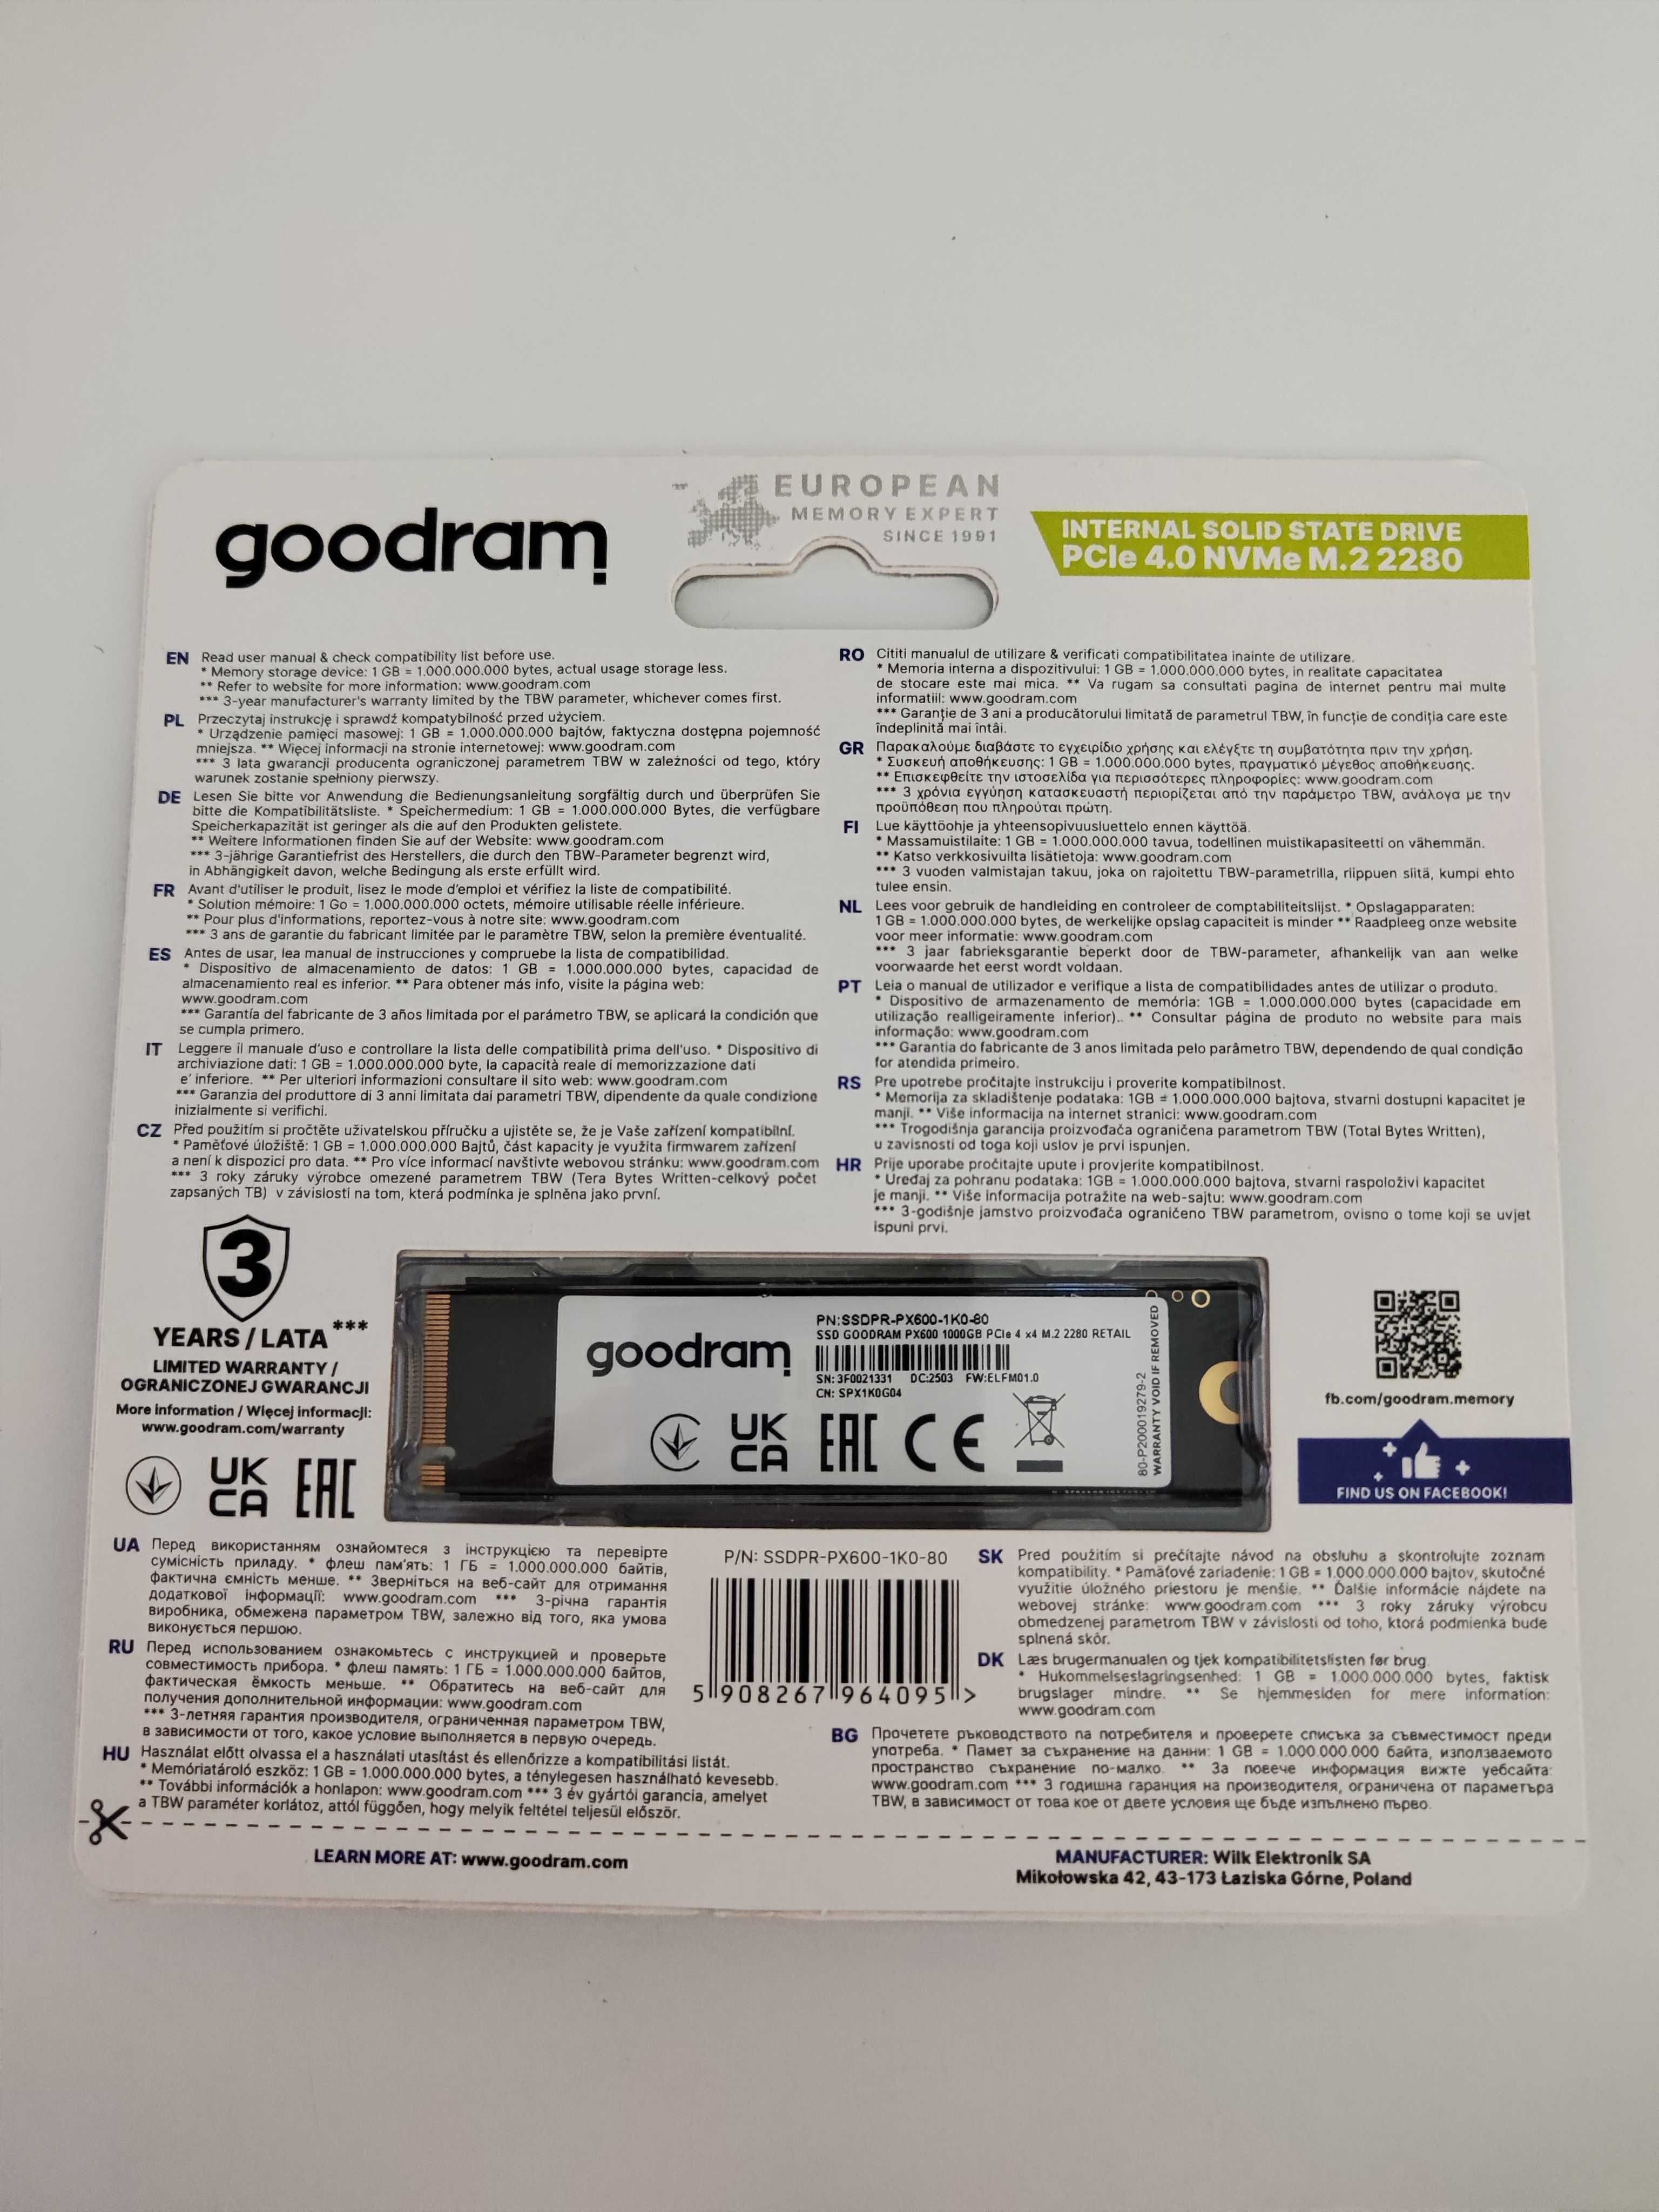 goodram
EUROPEAN
MEMORY EXPERT
SINCE 1991
INTERNAL SOLID STATE DRIVE
PCIe 4.0 NVMe M.2 2280
EN Read user manual & check compatibility list before use.
* Memory storage device: 1 GB = 1.000.000.000 bytes, actual usage storage less.
** Refer to website for more information: www.goodram.com
*** 3-year manufacturer's warranty limited by the TBW parameter, whichever comes first.
PL Przeczytaj instrukcję i sprawdź kompatybilność przed użyciem.
* Urządzenie pamięci masowej: 1 GB = 1.000.000.000 bajtów, faktyczna dostępna pojemność
mniejsza. ** Więcej informacji na stronie internetowej: www.goodram.com
*** 3 lata gwarancji producenta ograniczonej parametrem TBW w zależności od tego, który
warunek zostanie spełniony pierwszy.
DE Lesen Sie bitte vor Anwendung die Bedienungsanleitung sorgfältig durch und überprüfen Sie
bitte die Kompatibilitätsliste. * Speichermedium: 1 GB = 1.000.000.000 Bytes, die verfügbare
Speicherkapazität ist geringer als die auf den Produkten gelistete.
** Weitere Informationen finden Sie auf der Website: www.goodram.com
*** 3-jährige Garantiefrist des Herstellers, die durch den TBW-Parameter begrenzt wird,
in Abhängigkeit davon, welche Bedingung als erste erfüllt wird.
FR Avant d'utiliser le produit, lisez le mode d'emploi et vérifiez la liste de compatibilité.
* Solution mémoire: 1 Go = 1.000.000.000 octets, mémoire utilisable réelle inférieure.
** Pour plus d'informations, reportez-vous à notre site: www.goodram.com
*** 3 ans de garantie du fabricant limitée par le paramètre TBW, selon la première éventualité.
ES Antes de usar, lea manual de instrucciones y compruebe la lista de compatibilidad.
* Dispositivo de almacenamiento de datos: 1 GB = 1.000.000.000 bytes, capacidad de
almacenamiento real es inferior. ** Para obtener más info, visite la página web:
www.goodram.com
*** Garantía del fabricante de 3 años limitada por el parámetro TBW, se aplicará la condición que
se cumpla primero.
IT Leggere il manuale d'uso e controllare la lista delle compatibilità prima dell'uso. * Dispositivo di
archiviazione dati: 1 GB = 1.000.000.000 byte, la capacità reale di memorizzazione dati
e' inferiore. ** Per ulteriori informazioni consultare il sito web: www.goodram.com
*** Garanzia del produttore di 3 anni limitata dai parametri TBW, dipendente da quale condizione
inizialmente si verifichi.
CZ Před použitím si pročtěte uživatelskou příručku a ujistěte se, že je Vaše zařízení kompatibilní.
* Paměťové úložiště: 1 GB = 1.000.000.000 Bajtů, část kapacity je využita firmwarem zařízení
a není k dispozici pro data. ** Pro více informací navštivte webovou stránku: www.goodram.com
*** 3 roky záruky výrobce omezené parametrem TBW (Tera Bytes Written-celkový počet
zapsaných TB) v závislosti na tom, která podmínka je splněna jako první.
RO Cititi manualul de utilizare & verificati compatibilitatea inainte de utilizare.
* Memoria interna a dispozitivului: 1 GB = 1.000.000.000 bytes, in realitate capacitatea
de stocare este mai mica. ** Va rugam sa consultati pagina de internet pentru mai multe
informatiil: www.goodram.com
*** Garanție de 3 ani a producătorului limitată de parametrul TBW, în funcție de condiția care este
îndeplinită mai întâi.
GR Παρακαλούμε διαβάστε το εγχειρίδιο χρήσης και ελέγξτε τη συμβατότητα πριν την χρήση.
* Συσκευή αποθήκευσης: 1 GB = 1.000.000.000 bytes, πραγματικό μέγεθος αποθήκευσης.
** Επισκεφθείτε την ιστοσελίδα για περισσότερες πληροφορίες: www.goodram.com
*** 3 χρόνια εγγύηση κατασκευαστή περιορίζεται από την παράμετρο TBW, ανάλογα με την
προϋπόθεση που πληρούται πρώτη.
FI Lue käyttöohje ja yhteensopivuusluettelo ennen käyttöä.
* Massamuistilaite: 1 GB = 1.000.000.000 tavua, todellinen muistikapasiteetti on vähemmän.
** Katso verkkosivuilta lisätietoja: www.goodram.com
*** 3 vuoden valmistajan takuu, joka on rajoitettu TBW-parametrilla, riippuen siitä, kumpi ehto
tulee ensin.
NL Lees voor gebruik de handleiding en controleer de comptabiliteitslijst. * Opslagapparaten:
1 GB = 1.000.000.000 bytes, de werkelijke opslag capaciteit is minder ** Raadpleeg onze website
voor meer informatie: www.goodram.com
*** 3 jaar fabrieksgarantie beperkt door de TBW-parameter, afhankelijk van aan welke
voorwaarde het eerst wordt voldaan.
PT Leia o manual de utilizador e verifique a lista de compatibilidades antes de utilizar o produto.
* Dispositivo de armazenamento de memória: 1GB = 1.000.000.000 bytes (capacidade em
utilização realligeiramente inferior).. ** Consultar página de produto no website para mais
informação: www.goodram.com
*** Garantia do fabricante de 3 anos limitada pelo parâmetro TBW, dependendo de qual condição
for atendida primeiro.
RS Pre upotrebe pročitajte instrukciju i proverite kompatibilnost.
* Memorija za skladištenje podataka: 1GB = 1.000.000.000 bajtova, stvarni dostupni kapacitet je
manji. ** Više informacija na internet stranici: www.goodram.com
*** Trogodišnja garancija proizvođača ograničena parametrom TBW (Total Bytes Written),
u zavisnosti od toga koji uslov je prvi ispunjen.
HR Prije uporabe pročitajte upute i provjerite kompatibilnost.
* Uređaj za pohranu podataka: 1GB = 1.000.000.000 bajtova, stvarni raspoloživi kapacitet
je manji. ** Više informacija potražite na web-sajtu: www.goodram.com
*** 3-godišnje jamstvo proizvođača ograničeno TBW parametrom, ovisno o tome koji se uvjet
ispuni prvi.
3
YEARS / LATA ***
LIMITED WARRANTY /
OGRANICZONEJ GWARANCJI
More information / Więcej informacji:
www.goodram.com/warranty
UK
CA
EAC
goodram
PN:SSDPR-PX600-1K0-80
SSD GOODRAM PX600 1000GB PCIe 4 x4 M.2 2280 RETAIL
SN:3F0021331 DC:2503 FW:ELFM01.0
CN: SPX1K0G04
UK
CA
EAC
CE
80-P200019279-2
WARRANTY VOID IF REMOVED
fb.com/goodram.memory
FIND US ON FACEBOOK!
UA Перед використанням ознайомтеся з інструкцією та перевірте
сумісність приладу. * флеш пам'ять: 1 ГБ = 1.000.000.000 байтів,
фактична ємність менше. ** Зверніться на веб-сайт для отримання
додаткової інформації: www.goodram.com *** 3-річна гарантія
виробника, обмежена параметром TBW, залежно від того, яка умова
виконується першою.
RU Перед использованием ознакомьтесь с инструкцией и проверьте
совместимость прибора. * флеш память: 1 ГБ = 1.000.000.000 байтов,
фактическая ёмкость меньше. ** Обратитесь на веб-сайт для
получения дополнительной информации: www.goodram.com
*** 3-летняя гарантия производителя, ограниченная параметром TBW,
в зависимости от того, какое условие выполняется в первую очередь.
HU Használat előtt olvassa el a használati utasítást és ellenőrizze a kompatibilitási listát.
* Memóriatároló eszköz: 1 GB = 1.000.000.000 bytes, a ténylegesen használható kevesebb.
** További információk a honlapon: www.goodram.com *** 3 év gyártói garancia, amelyet
a TBW paraméter korlátoz, attól függően, hogy melyik feltétel teljesül először.
P/N: SSDPR-PX600-1K0-80
5 908267 964095 >
SK Pred použitím si prečítajte návod na obsluhu a skontrolujte zoznam
kompatibility. * Pamäťové zariadenie: 1 GB = 1.000.000.000 bajtov, skutočné
využitie úložného priestoru je menšie. ** Ďalšie informácie nájdete na
webovej stránke: www.goodram.com *** 3 roky záruky výrobcu
obmedzenej parametrom TBW v závislosti od toho, ktorá podmienka bude
splnená skôr.
DK Læs brugermanualen og tjek kompatibilitetslisten før brug.
* Hukommelseslagringsenhed: 1 GB = 1.000.000.000 bytes, faktisk
brugslager mindre. ** Se hjemmesiden for mere information:
www.goodram.com
BG Прочетете ръководството на потребителя и проверете списъка за съвместимост преди
употреба. * Памет за съхранение на данни: 1 GB = 1.000.000.000 байта, използваемото
пространство съхранение по-малко. ** За повече информация вижте уебсайта:
www.goodram.com *** 3 годишна гаранция на производителя, ограничена от параметъра
TBW, в зависимост от това кое от двете условия ще бъде изпълнено първо.
LEARN MORE AT: www.goodram.com
MANUFACTURER: Wilk Elektronik SA
Mikołowska 42, 43-173 Łaziska Górne, Poland